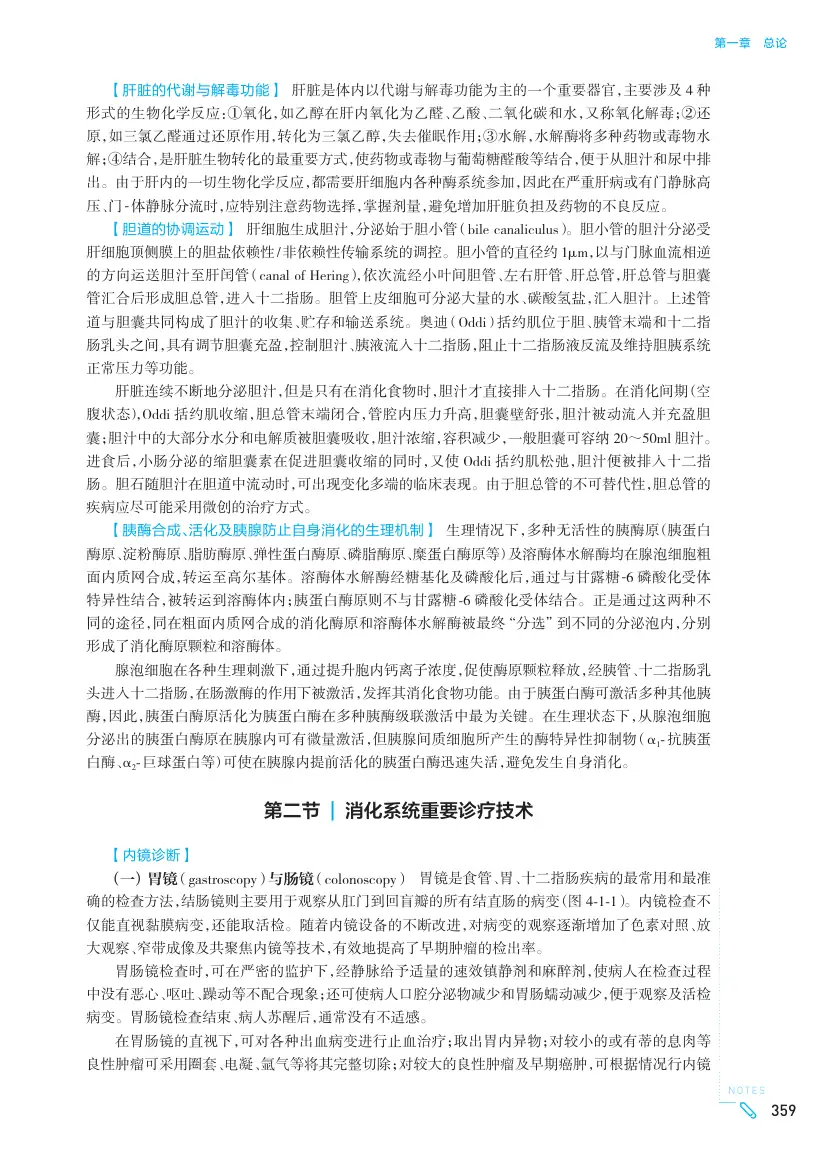 第一章 总论
【肝脏的代谢与解毒功能】 肝脏是体内以代谢与解毒功能为主的一个重要器官,主要涉及 4 种
形式的生物化学反应:①氧化,如乙醇在肝内氧化为乙醛、乙酸、二氧化碳和水,又称氧化解毒;②还
原,如三氯乙醛通过还原作用,转化为三氯乙醇,失去催眠作用;③水解,水解酶将多种药物或毒物水
解;④结合,是肝脏生物转化的最重要方式,使药物或毒物与葡萄糖醛酸等结合,便于从胆汁和尿中排
出。由于肝内的一切生物化学反应,都需要肝细胞内各种酶系统参加,因此在严重肝病或有门静脉高
压、门-体静脉分流时,应特别注意药物选择,掌握剂量,避免增加肝脏负担及药物的不良反应。
【胆道的协调运动】 肝细胞生成胆汁,分泌始于胆小管(bile canaliculus)。胆小管的胆汁分泌受
肝细胞顶侧膜上的胆盐依赖性/非依赖性传输系统的调控。胆小管的直径约 1μm,以与门脉血流相逆
的方向运送胆汁至肝闰管(canal of Hering),依次流经小叶间胆管、左右肝管、肝总管,肝总管与胆囊
管汇合后形成胆总管,进入十二指肠。胆管上皮细胞可分泌大量的水、碳酸氢盐,汇入胆汁。上述管
道与胆囊共同构成了胆汁的收集、贮存和输送系统。奥迪(Oddi)括约肌位于胆、胰管末端和十二指
肠乳头之间,具有调节胆囊充盈,控制胆汁、胰液流入十二指肠,阻止十二指肠液反流及维持胆胰系统
正常压力等功能。
肝脏连续不断地分泌胆汁,但是只有在消化食物时,胆汁才直接排入十二指肠。在消化间期(空
腹状态),Oddi 括约肌收缩,胆总管末端闭合,管腔内压力升高,胆囊壁舒张,胆汁被动流入并充盈胆
囊;胆汁中的大部分水分和电解质被胆囊吸收,胆汁浓缩,容积减少,一般胆囊可容纳 20～50ml 胆汁。
进食后,小肠分泌的缩胆囊素在促进胆囊收缩的同时,又使 Oddi 括约肌松弛,胆汁便被排入十二指
肠。胆石随胆汁在胆道中流动时,可出现变化多端的临床表现。由于胆总管的不可替代性,胆总管的
疾病应尽可能采用微创的治疗方式。
【胰酶合成、活化及胰腺防止自身消化的生理机制】 生理情况下,多种无活性的胰酶原(胰蛋白
酶原、淀粉酶原、脂肪酶原、弹性蛋白酶原、磷脂酶原、糜蛋白酶原等)及溶酶体水解酶均在腺泡细胞粗
面内质网合成,转运至高尔基体。溶酶体水解酶经糖基化及磷酸化后,通过与甘露糖-6 磷酸化受体
特异性结合,被转运到溶酶体内;胰蛋白酶原则不与甘露糖-6 磷酸化受体结合。正是通过这两种不
同的途径,同在粗面内质网合成的消化酶原和溶酶体水解酶被最终“分选”到不同的分泌泡内,分别
形成了消化酶原颗粒和溶酶体。
腺泡细胞在各种生理刺激下,通过提升胞内钙离子浓度,促使酶原颗粒释放,经胰管、十二指肠乳
头进入十二指肠,在肠激酶的作用下被激活,发挥其消化食物功能。由于胰蛋白酶可激活多种其他胰
酶,因此,胰蛋白酶原活化为胰蛋白酶在多种胰酶级联激活中最为关键。在生理状态下,从腺泡细胞
分泌出的胰蛋白酶原在胰腺内可有微量激活,但胰腺间质细胞所产生的酶特异性抑制物(α₁-抗胰蛋
白酶、α₂-巨球蛋白等)可使在胰腺内提前活化的胰蛋白酶迅速失活,避免发生自身消化。
第二节 | 消化系统重要诊疗技术
【内镜诊断】
(一) 胃镜(gastroscopy)与肠镜(colonoscopy) 胃镜是食管、胃、十二指肠疾病的最常用和最准
确的检查方法,结肠镜则主要用于观察从肛门到回盲瓣的所有结直肠的病变(图 4-1-1)。内镜检查不
仅能直视黏膜病变,还能取活检。随着内镜设备的不断改进,对病变的观察逐渐增加了色素对照、放
大观察、窄带成像及共聚焦内镜等技术,有效地提高了早期肿瘤的检出率。
胃肠镜检查时,可在严密的监护下,经静脉给予适量的速效镇静剂和麻醉剂,使病人在检查过程
中没有恶心、呕吐、躁动等不配合现象;还可使病人口腔分泌物减少和胃肠蠕动减少,便于观察及活检
病变。胃肠镜检查结束、病人苏醒后,通常没有不适感。
在胃肠镜的直视下,可对各种出血病变进行止血治疗;取出胃内异物;对较小的或有蒂的息肉等
良性肿瘤可采用圈套、电凝、氩气等将其完整切除;对较大的良性肿瘤及早期癌肿,可根据情况行内镜
NOTES
359